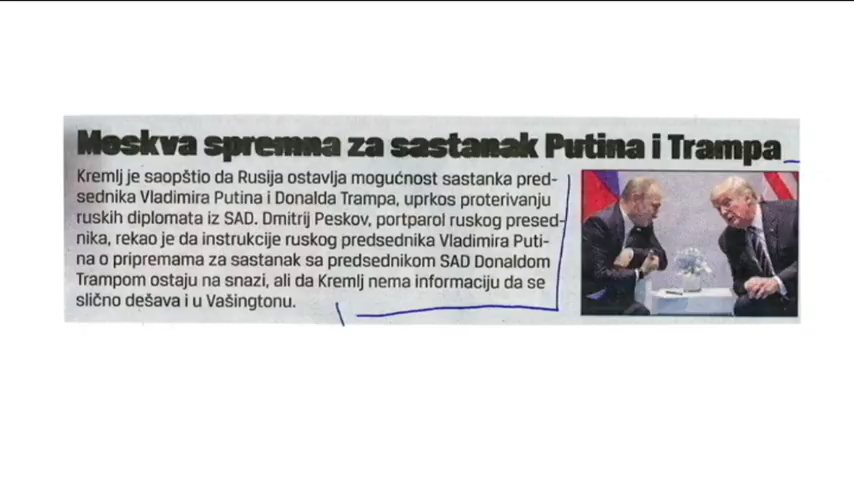 Moskva spremna za sastanak Putina i Trampa
Kremlj je saopštio da Rusija ostavlja mogućnost sastanka pred-
sednika Vladimira Putina i Donalda Trampa, uprkos proterivanju
ruskih diplomata iz SAD. Dmitrij Peskov, portparol ruskog presed-
nika, rekao je da instrukcije ruskog predsednika Vladimira Puti-
na o pripremama za sastanak sa predsednikom SAD Donaldom
Trampom ostaju na snazi, ali da Kremlj nema informaciju da se
slično dešava i u Vašingtonu.